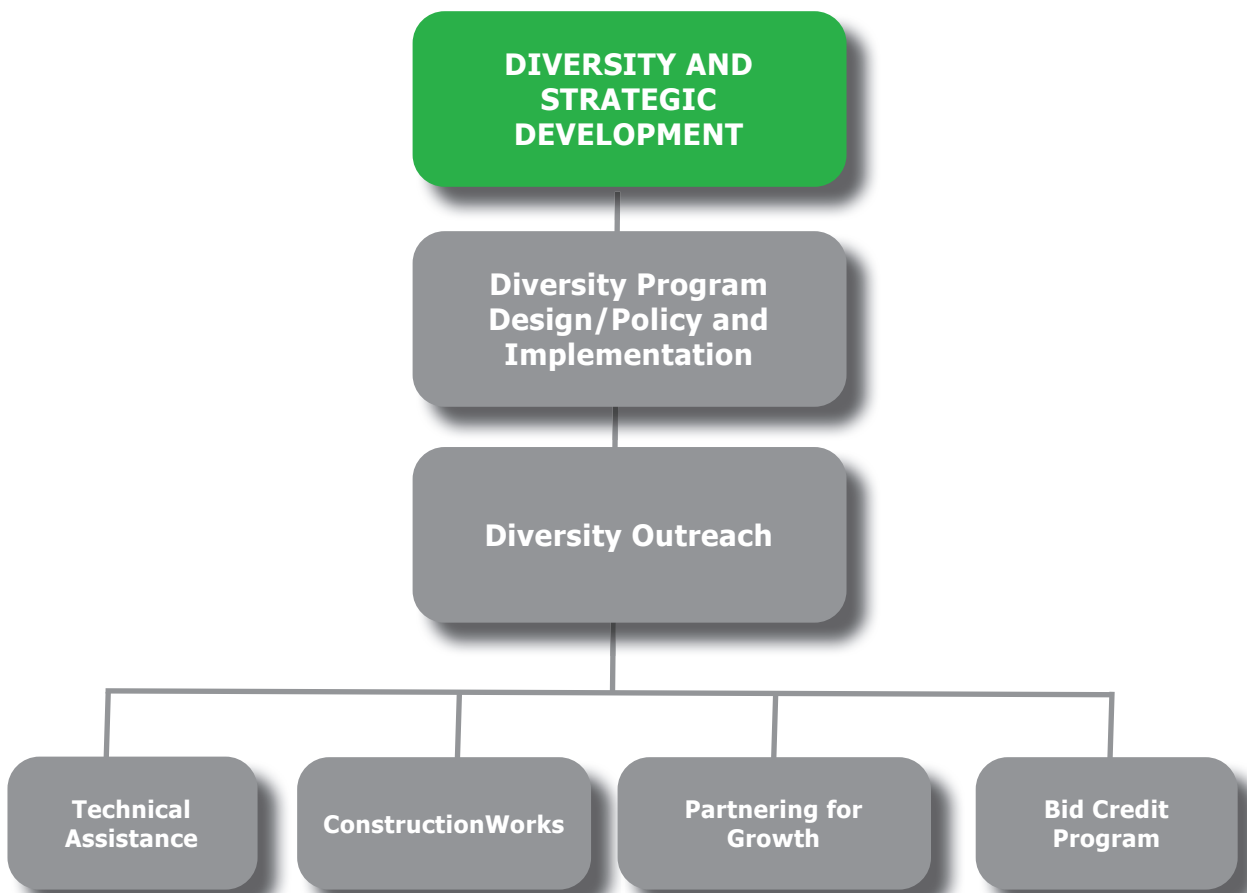 DIVERSITY AND
STRATEGIC
DEVELOPMENT
Diversity Program
Design/Policy and
Implementation
Diversity Outreach
Technical
Assistance
ConstructionWorks
Partnering for
Growth
Bid Credit
Program